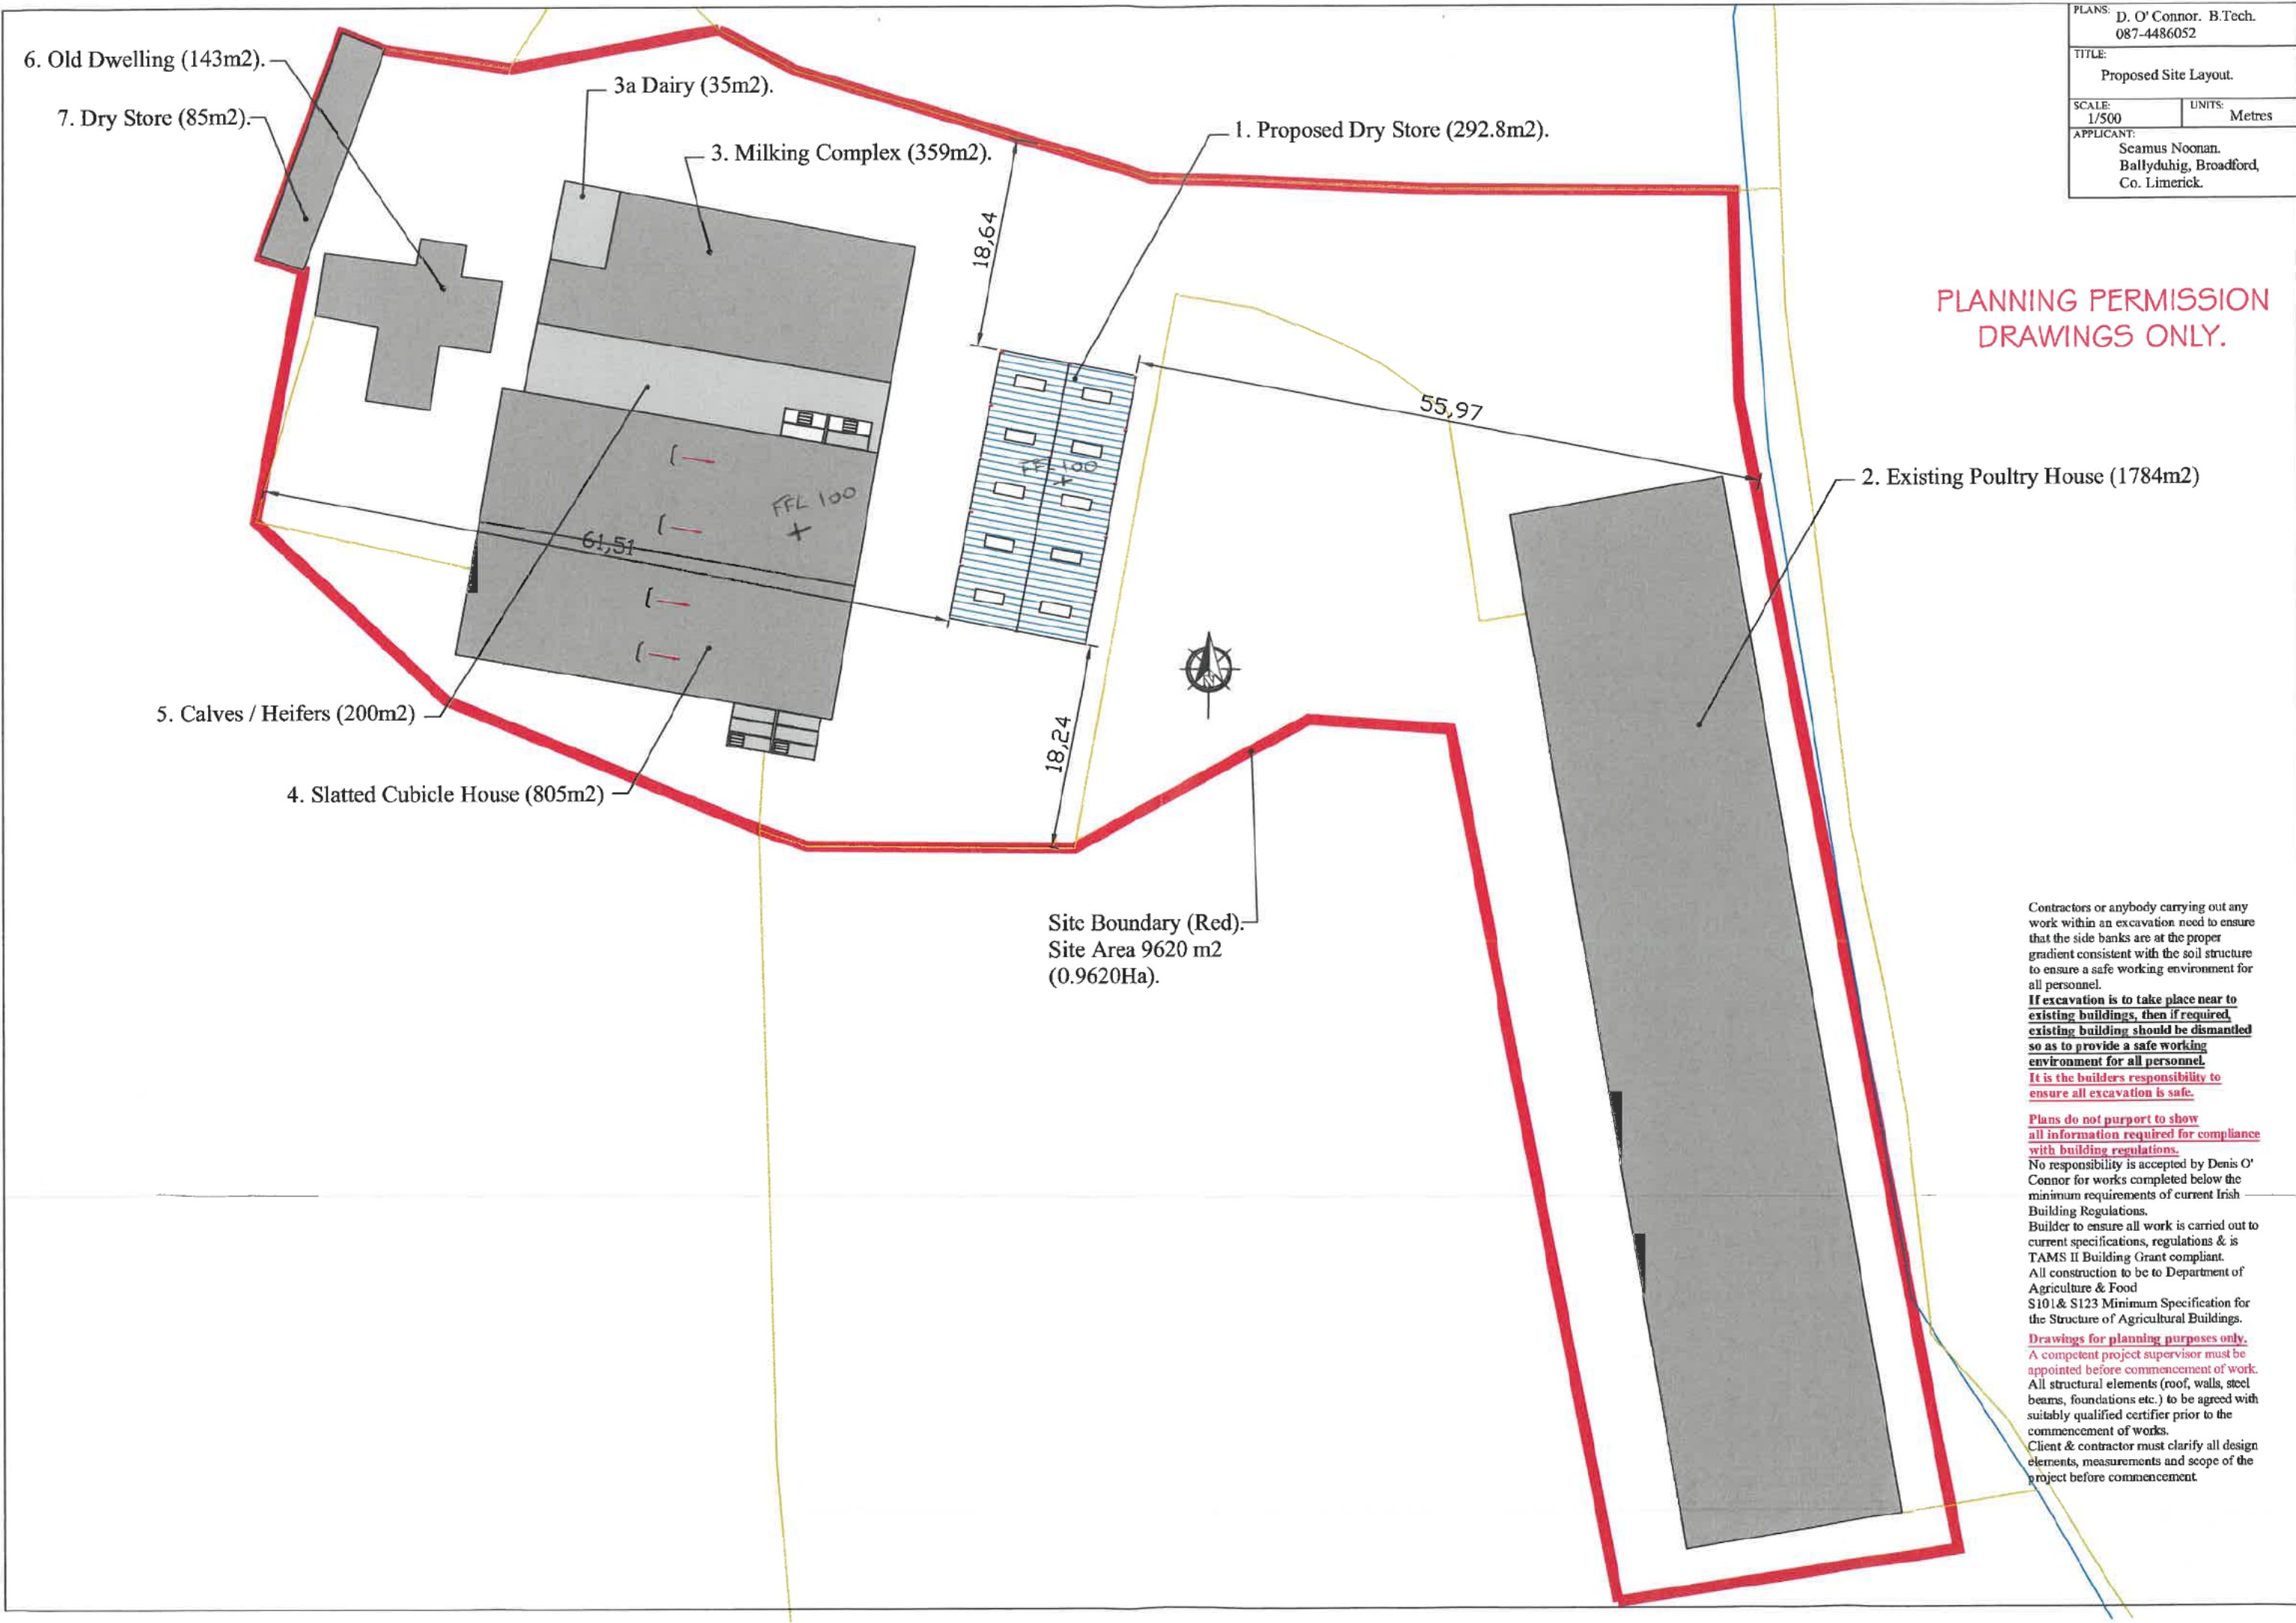 PLANS: D. O' Connor. B.Tech.
087-4486052
TITLE:
Proposed Site Layout.
SCALE:
1/500
UNITS:
Metres
APPLICANT:
Seamus Noonan.
Ballyduhig, Broadford,
Co. Limerick.
6. Old Dwelling (143m2).
7. Dry Store (85m2).
3a Dairy (35m2).
3. Milking Complex (359m2).
1. Proposed Dry Store (292.8m2).
18,64
PLANNING PERMISSION
DRAWINGS ONLY.
55,97
2. Existing Poultry House (1784m2)
FFL 100
FFL 100
61,51
N
5. Calves / Heifers (200m2)
18,24
4. Slatted Cubicle House (805m2)
Site Boundary (Red).
Site Area 9620 m2
(0.9620Ha).
Contractors or anybody carrying out any
work within an excavation need to ensure
that the side banks are at the proper
gradient consistent with the soil structure
to ensure a safe working environment for
all personnel.
If excavation is to take place near to
existing buildings, then if required,
existing building should be dismantled
so as to provide a safe working
environment for all personnel.
It is the builders responsibility to
ensure all excavation is safe.
Plans do not purport to show
all information required for compliance
with building regulations.
No responsibility is accepted by Denis O'
Connor for works completed below the
minimum requirements of current Irish
Building Regulations.
Builder to ensure all work is carried out to
current specifications, regulations & is
TAMS II Building Grant compliant.
All construction to be to Department of
Agriculture & Food
S101& S123 Minimum Specification for
the Structure of Agricultural Buildings.
Drawings for planning purposes only.
A competent project supervisor must be
appointed before commencement of work.
All structural elements (roof, walls, steel
beams, foundations etc.) to be agreed with
suitably qualified certifier prior to the
commencement of works.
Client & contractor must clarify all design
elements, measurements and scope of the
project before commencement